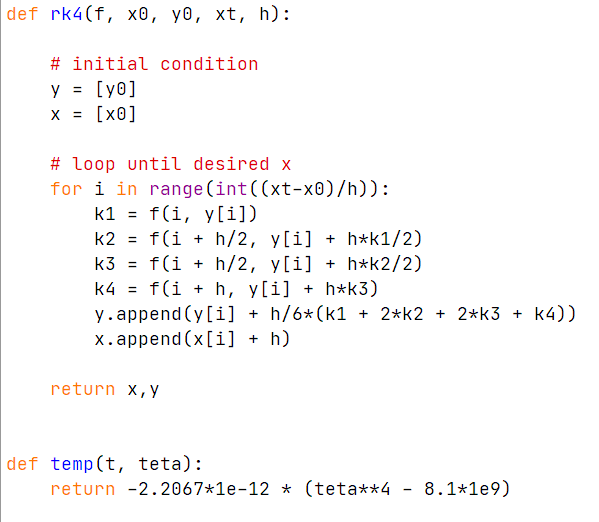 def rk4(f, x0, y0, xt, h):
    # initial condition
    y = [y0]
    x = [x0]
    # loop until desired x
    for i in range(int((xt-x0)/h)):
        k1 = f(i, y[i])
        k2 = f(i + h/2, y[i] + h*k1/2)
        k3 = f(i + h/2, y[i] + h*k2/2)
        k4 = f(i + h, y[i] + h*k3)
        y.append(y[i] + h/6*(k1 + 2*k2 + 2*k3 + k4))
        x.append(x[i] + h)
    return x,y
def temp(t, teta):
    return -2.2067*1e-12 * (teta**4 - 8.1*1e9)